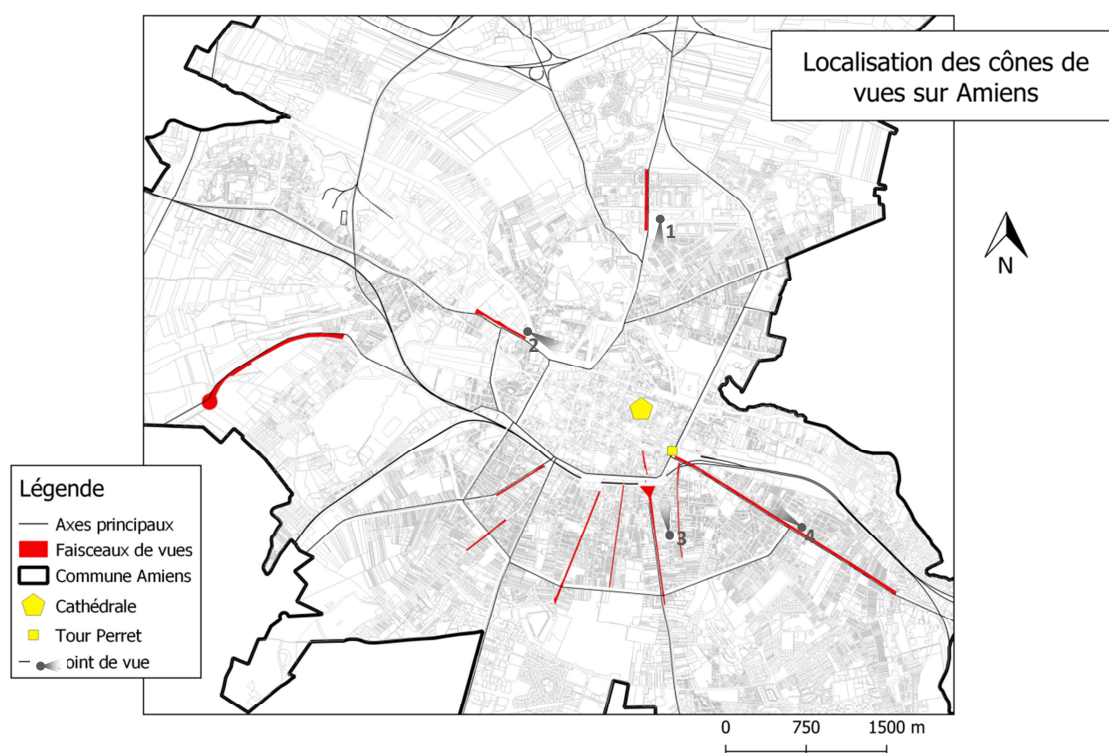 Localisation des cônes de
vues sur Amiens
1
N
2
Légende
Axes principaux
Faisceaux de vues
Commune Amiens
Cathédrale
Tour Perret
oint de vue
3
4
0 750 1500 m